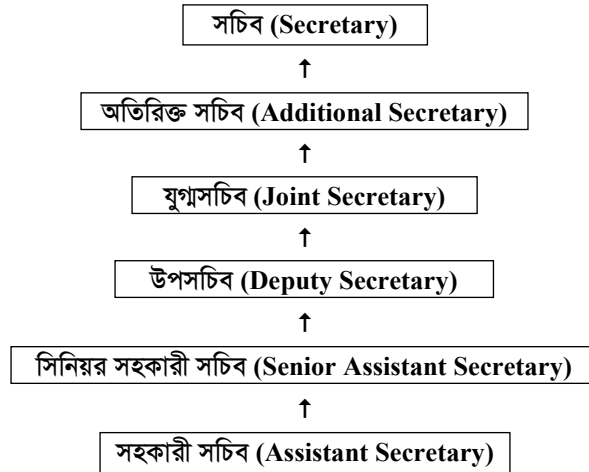 সচিব (Secretary)
↑
অতিরিক্ত সচিব (Additional Secretary)
↑
যুগ্মসচিব (Joint Secretary)
↑
উপসচিব (Deputy Secretary)
↑
সিনিয়র সহকারী সচিব (Senior Assistant Secretary)
↑
সহকারী সচিব (Assistant Secretary)